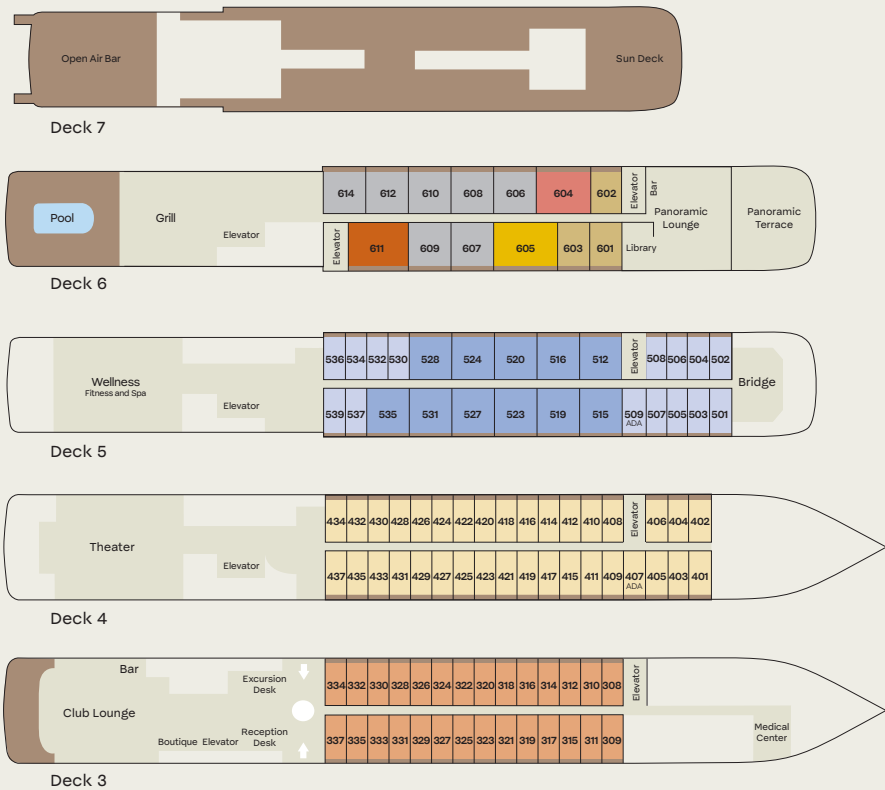 Open Air Bar
Sun Deck
Deck 7
614 612 610 608 606 604 602
Elevator
Bar
Pool
Grill
Elevator
Panoramic
Lounge
Panoramic
Terrace
Elevator
611 609 607 605 603 601
Library
Deck 6
536 534 532 530 528 524 520 516 512
Elevator
508 506 504 502
Wellness
Fitness and Spa
Elevator
Bridge
539 537 535 531 527 523 519 515 509 507 505 503 501
ADA
Deck 5
434 432 430 428 426 424 422 420 418 416 414 412 410 408
Elevator
406 404 402
Theater
Elevator
437 435 433 431 429 427 425 423 421 419 417 415 411 409 407 405 403 401
ADA
Deck 4
Bar
Excursion
Desk
334 332 330 328 326 324 322 320 318 316 314 312 310 308
Elevator
Club Lounge
Boutique Elevator
Reception
Desk
337 335 333 331 329 327 325 323 321 319 317 315 311 309
Medical
Center
Deck 3